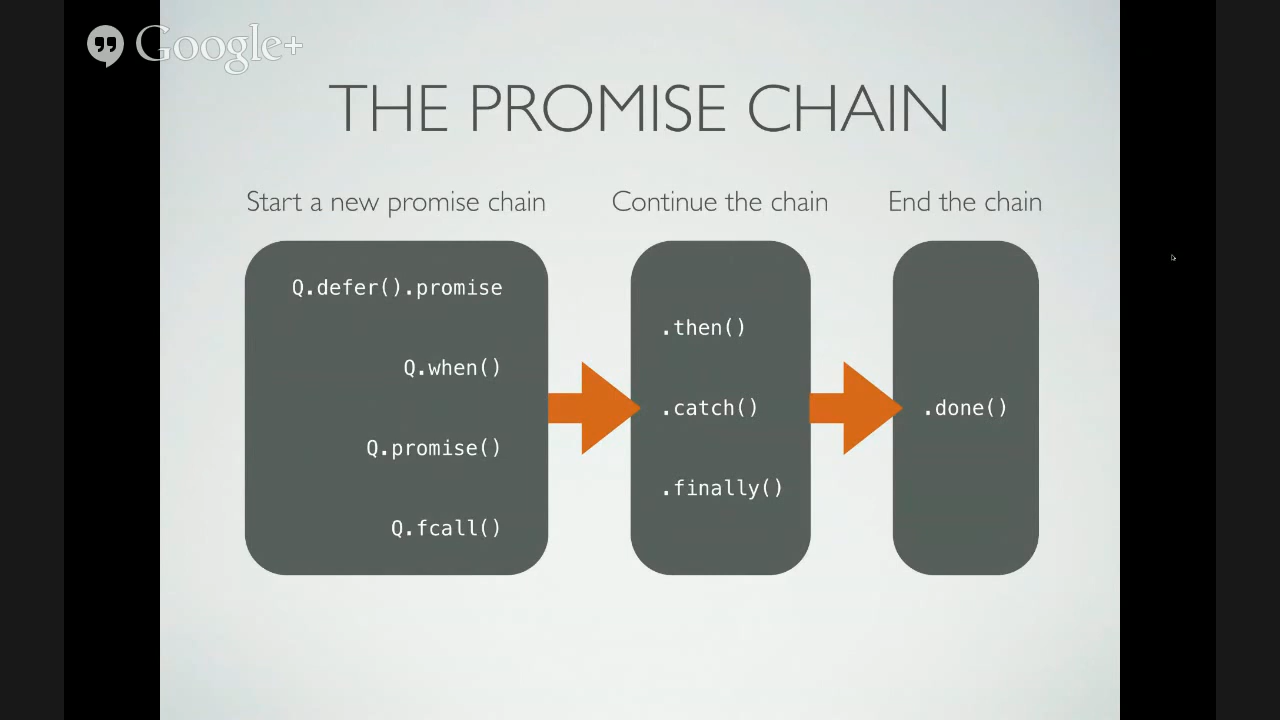 Google+
THE PROMISE CHAIN
Start a new promise chain
Q.defer().promise
Q.when()
Q.promise()
Q.fcall()
Continue the chain
.then()
.catch()
.finally()
End the chain
.done()